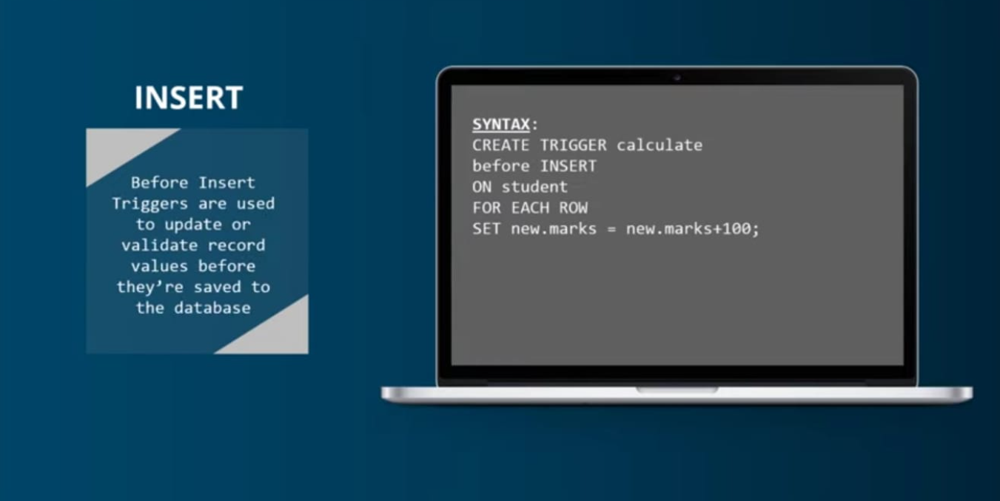 INSERT
Before Insert
Triggers are used
to update or
validate record
values before
they’re saved to
the database
SYNTAX:
CREATE TRIGGER calculate
before INSERT
ON student
FOR EACH ROW
SET new.marks = new.marks+100;